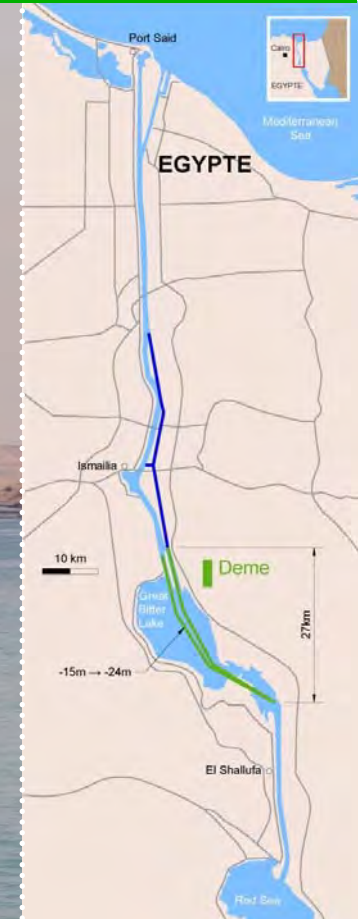 Port Said
Cairo
EGYPTE
Mediterranean
Sea
EGYPTE
Ismailia
10 km
Deme
Great
Bitter
Lake
27km
-15m → -24m
El Shallufa
Red Sea